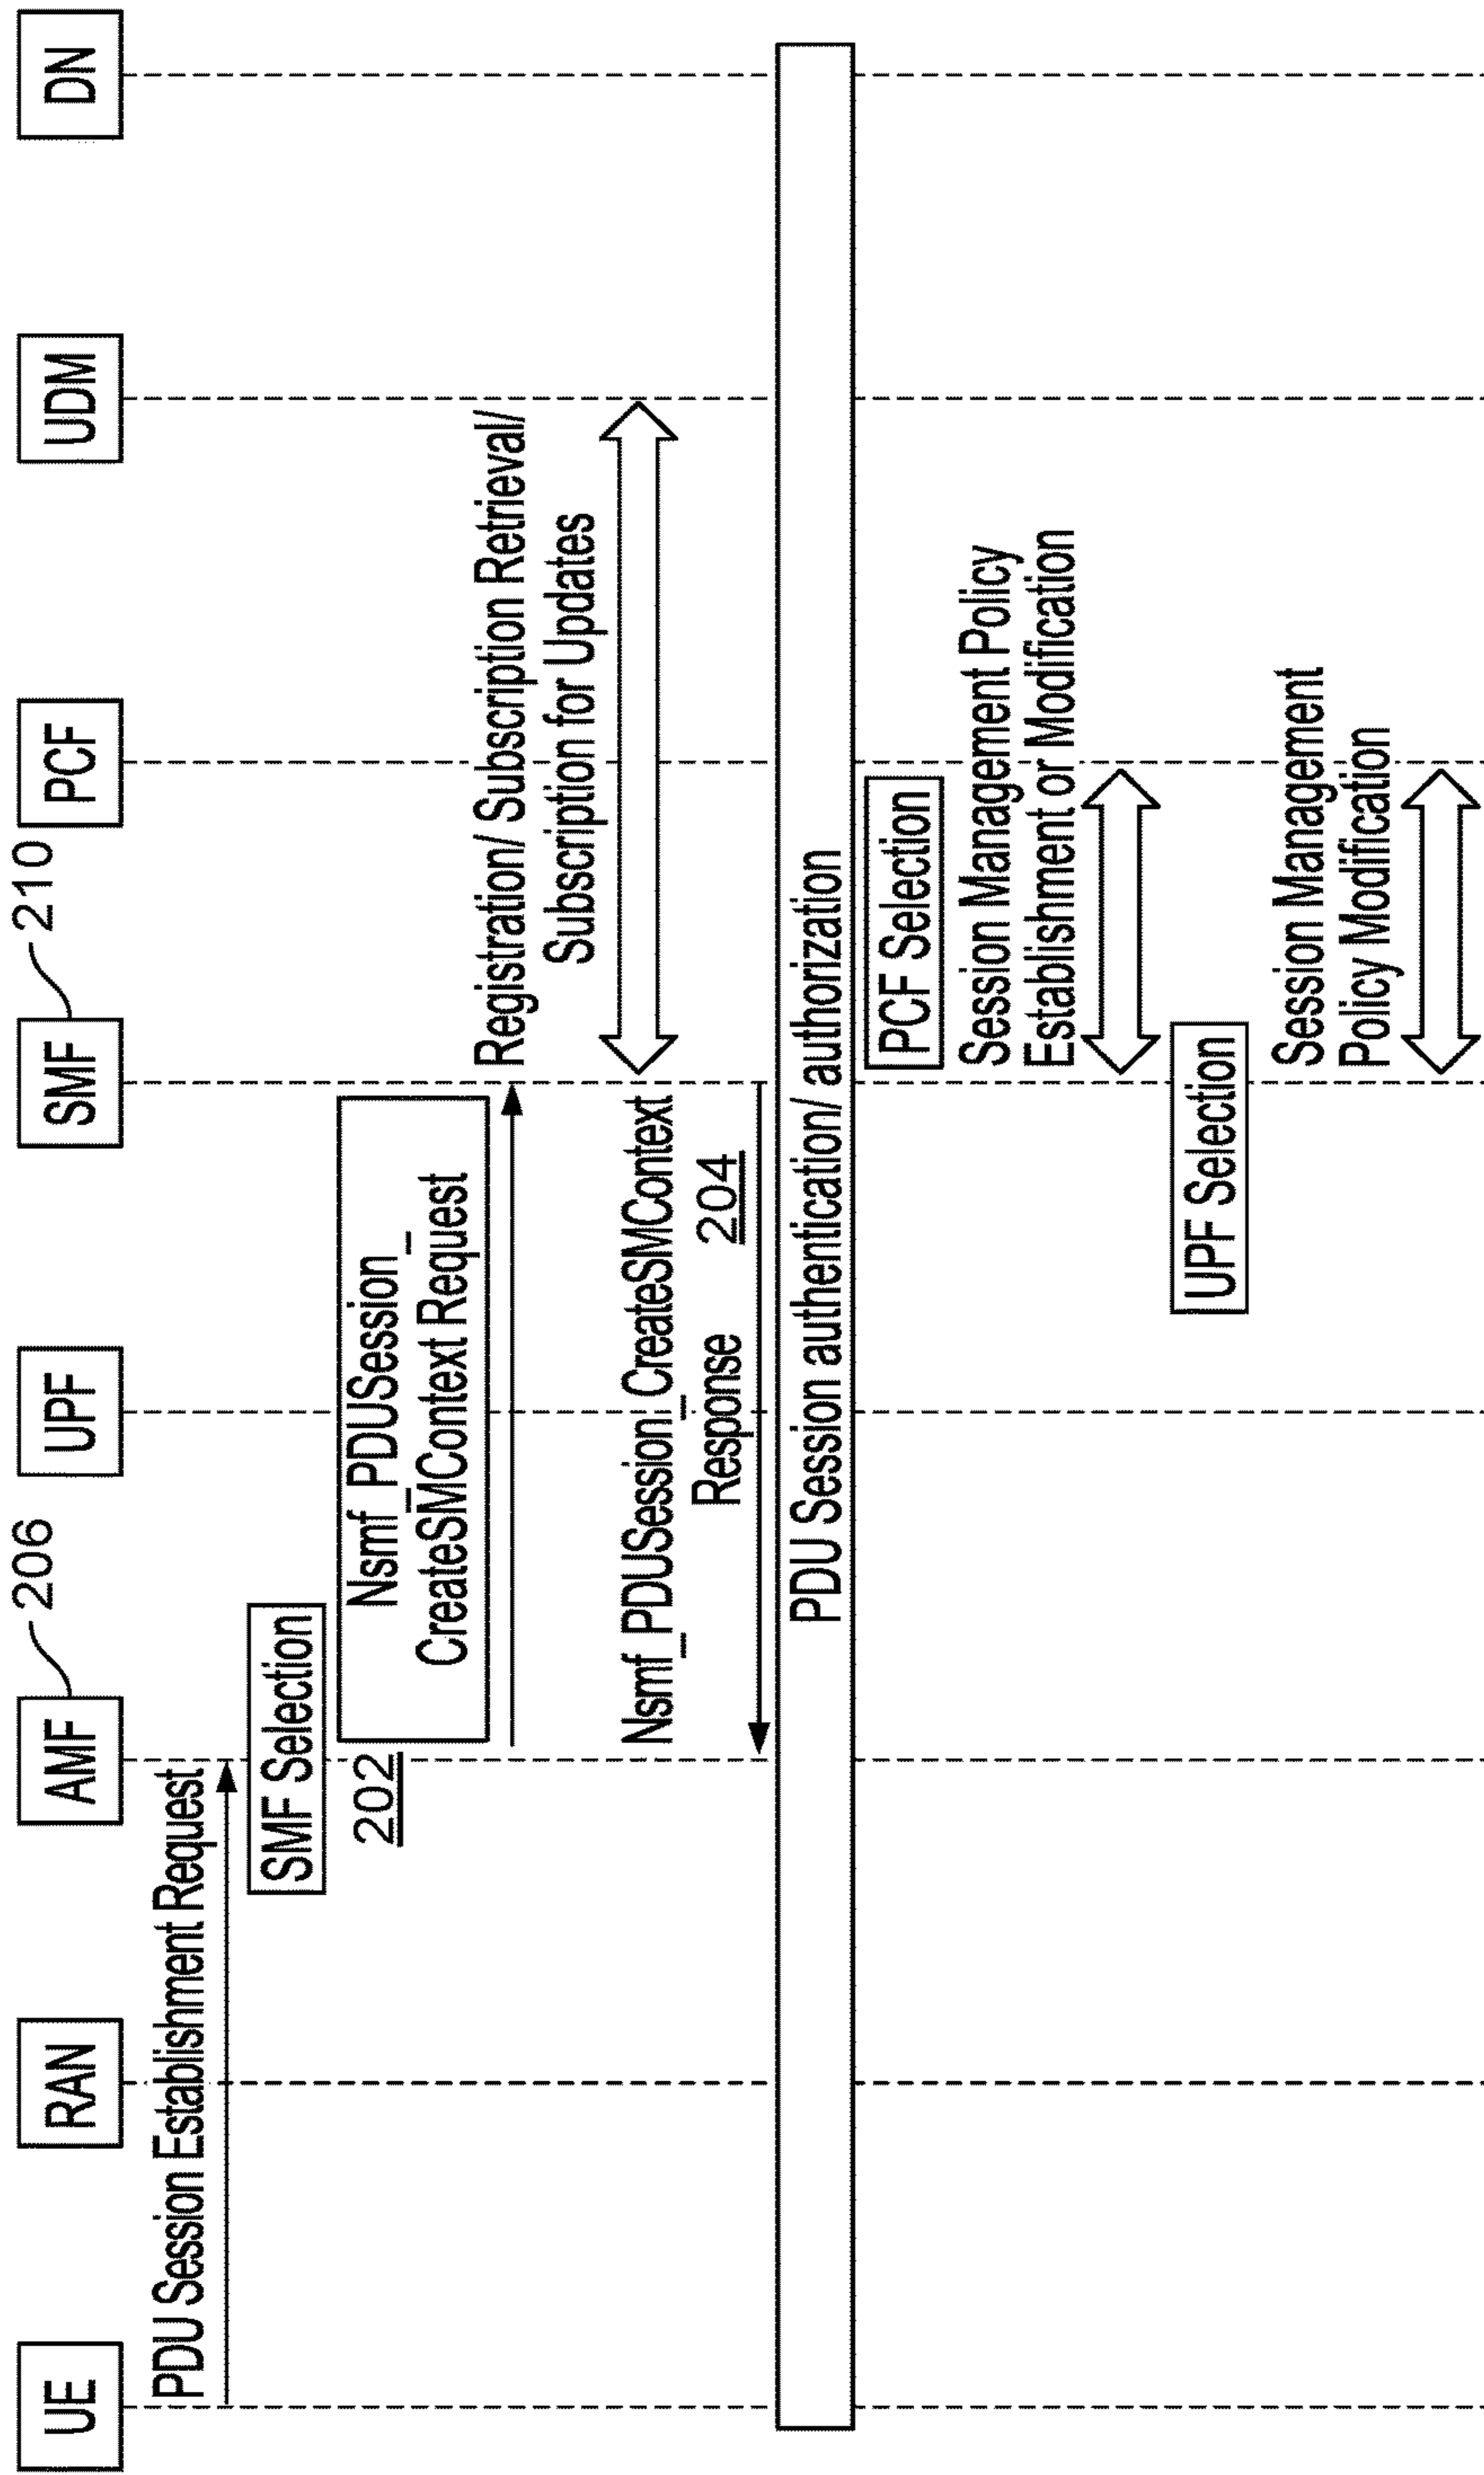 UE
RAN
AMF
206
UPF
SMF
210
PCF
UDM
DN
PDU Session Establishment Request
SMF Selection
202
Nsmf_PDUSession_
CreateSMContext Request
Registration/ Subscription Retrieval/
Subscription for Updates
Nsmf_PDUSession_CreateSMContext
Response
204
PDU Session authentication/ authorization
PCF Selection
Session Management Policy
Establishment or Modification
UPF Selection
Session Management
Policy Modification